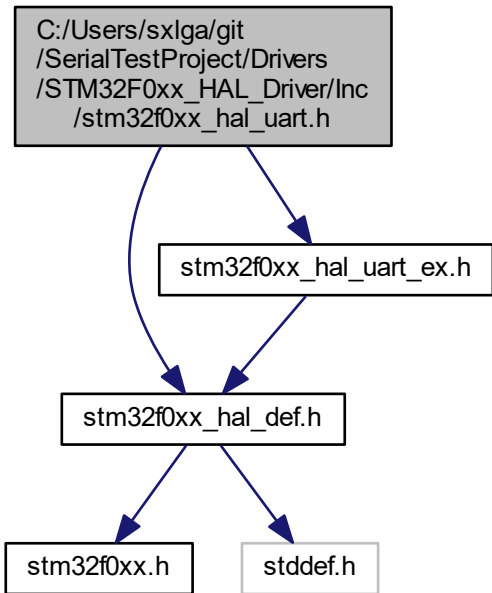 C:/Users/sxlga/git
/SerialTestProject/Drivers
/STM32F0xx_HAL_Driver/Inc
/stm32f0xx_hal_uart.h
stm32f0xx_hal_uart_ex.h
stm32f0xx_hal_def.h
stm32f0xx.h
stddef.h